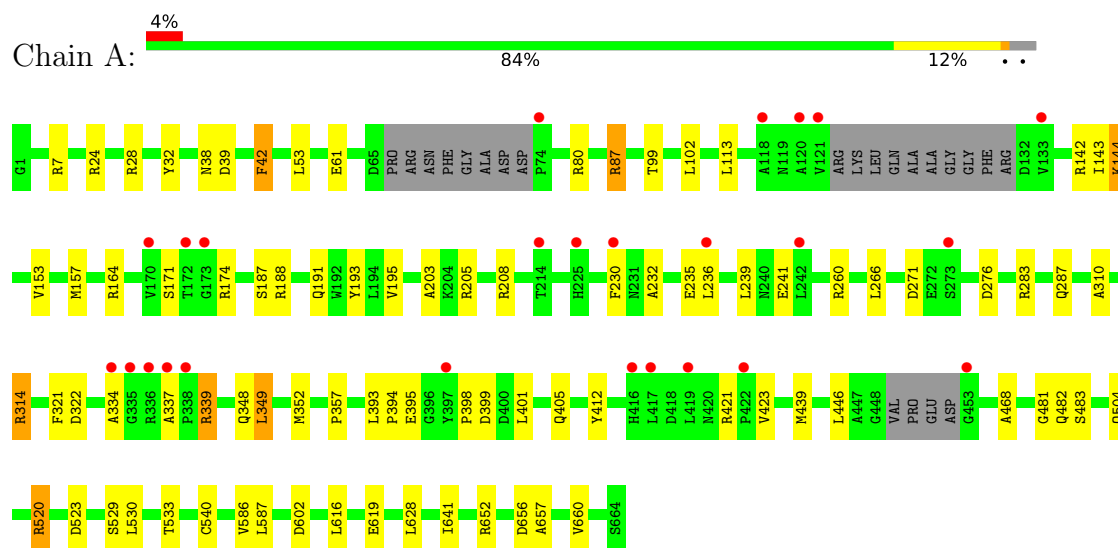 4%
Chain A:
84% 12% • •
G1 R7 R24 R28 Y32 N38 D39 F42 L53 E61 D65 PRO ARG ASN PHE GLY ALA ASP ASP P74 R80 R87 T99 L102 L113 A118 N119 A120 V121 ARG LYS LEU GLN ALA ALA GLY GLY PHE ARG D132 V133 R142 I143 K144
V153 M157 R164 V170 S171 T172 G173 R174 S187 R188 Q191 W192 Y193 L194 V195 A203 K204 R205 R208 T214 H225 F230 N231 A232 E235 L236 L239 N240 E241 L242 R260 L266 D271 E272 S273 D276 R283 Q287 A310
R314 F321 D322 A334 G335 R336 A337 P338 R339 Q348 L349 M352 P357 L393 P394 E395 G396 Y397 P398 D399 D400 L401 Q405 Y412 H416 L417 D418 L419 N420 R421 P422 V423 M439 L446 A447 G448 VAL PRO GLU ASP G453 A468 G481 Q482 S483
R520 D523 S529 L530 T533 C540 V586 L587 D602 L616 E619 L628 I641 R652 D656 A657 V660 S664